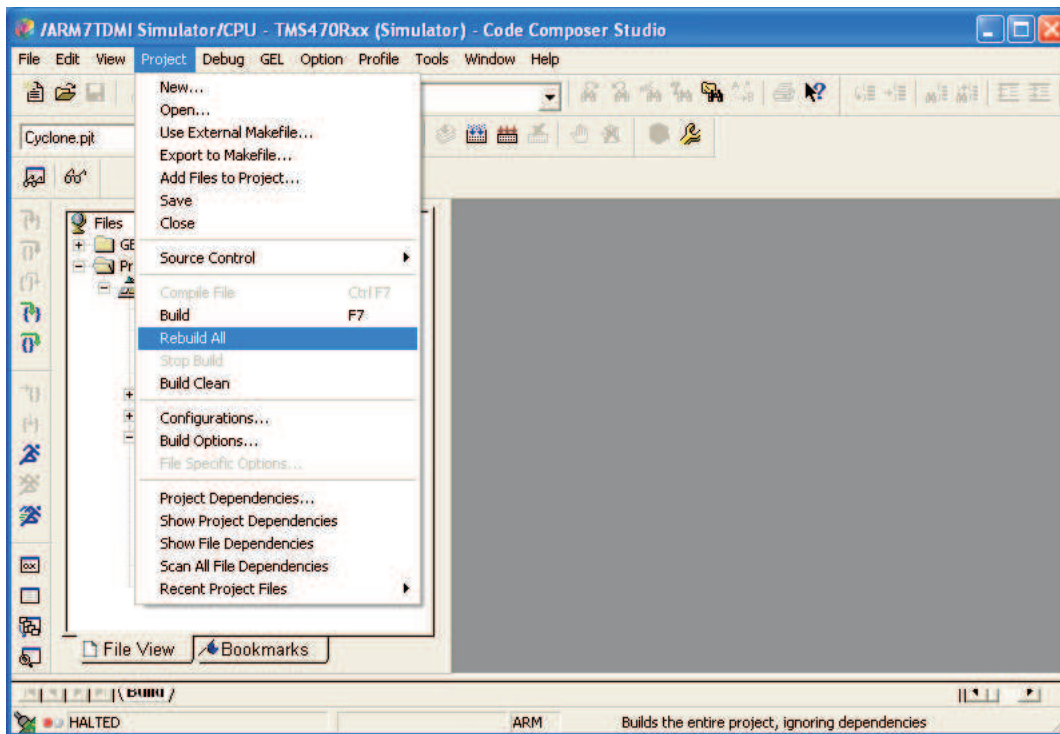 /ARM7TDMI Simulator/CPU - TMS470Rxx (Simulator) - Code Composer Studio
File Edit View Project Debug GEL Option Profile Tools Window Help
New...
Open...
Cyclone.pjt
Use External Makefile...
Export to Makefile...
Add Files to Project...
Save
Files
Close
GE
Source Control
Pr
Compile File Ctrl F7
Build F7
Rebuild All
Stop Build
Build Clean
Configurations...
Build Options...
File Specific Options...
Project Dependencies...
Show Project Dependencies
Show File Dependencies
Scan All File Dependencies
Recent Project Files
File View Bookmarks
Build
HALTED ARM Builds the entire project, ignoring dependencies